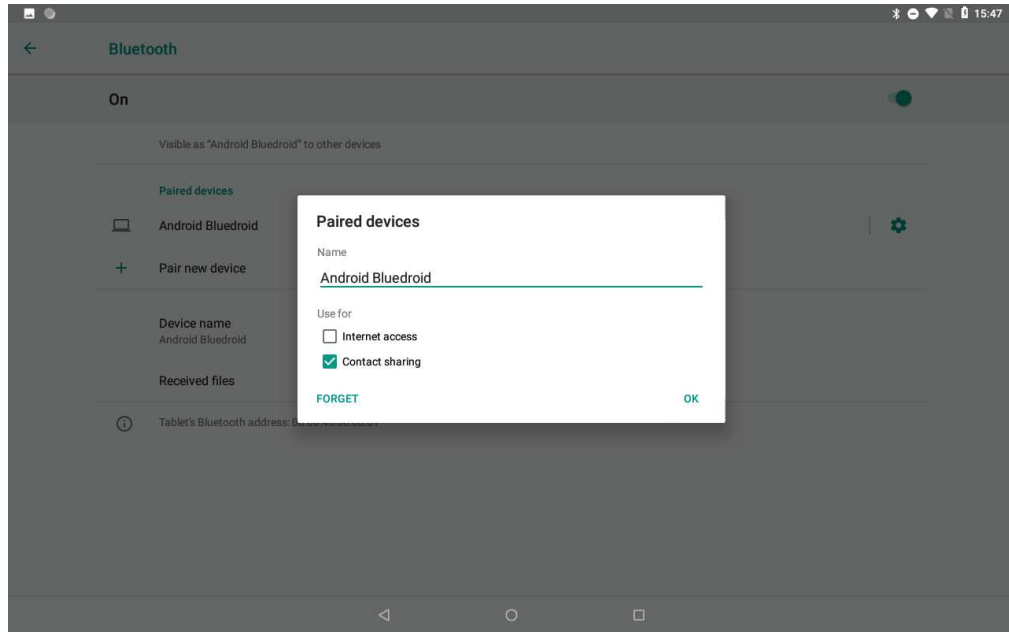 15:47
Bluetooth
On
Visible as "Android Bluedroid" to other devices
Paired devices
Android Bluedroid
Pair new device
Device name
Android Bluedroid
Received files
Tablet's Bluetooth address:
Paired devices
Name
Android Bluedroid
Use for
Internet access
Contact sharing
FORGET OK